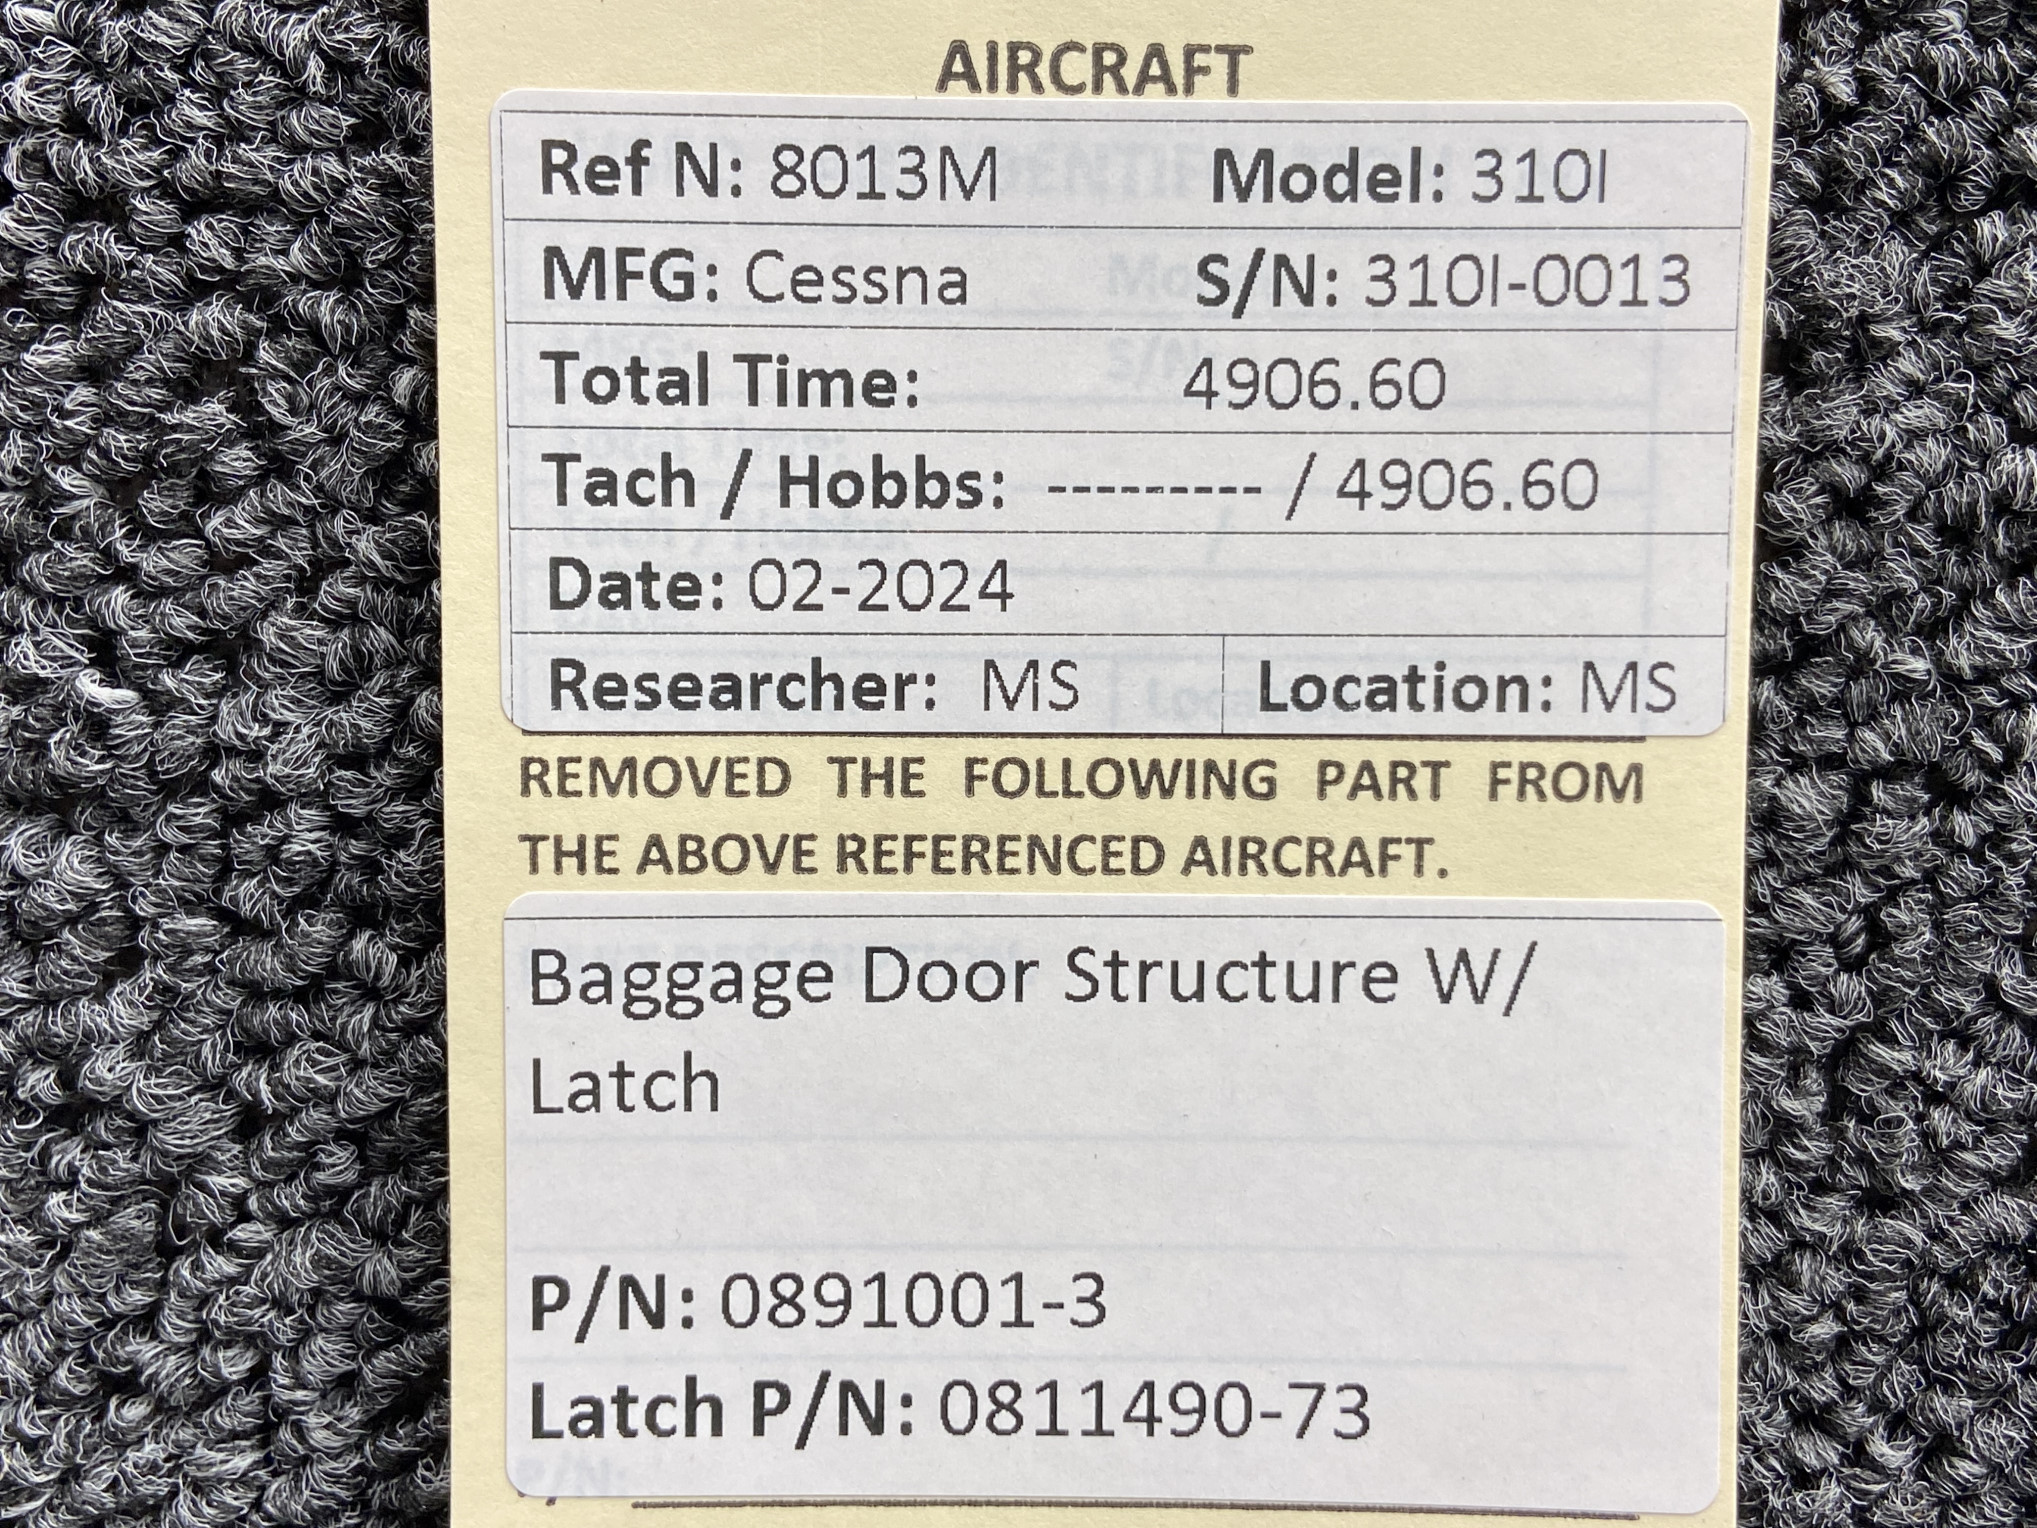 AIRCRAFT
Ref N: 8013M Model: 310I
MFG: Cessna S/N: 310I-0013
Total Time: 4906.60
Tach / Hobbs: --------- / 4906.60
Date: 02-2024
Researcher: MS Location: MS
REMOVED THE FOLLOWING PART FROM
THE ABOVE REFERENCED AIRCRAFT.
Baggage Door Structure W/
Latch
P/N: 0891001-3
Latch P/N: 0811490-73
P/N: